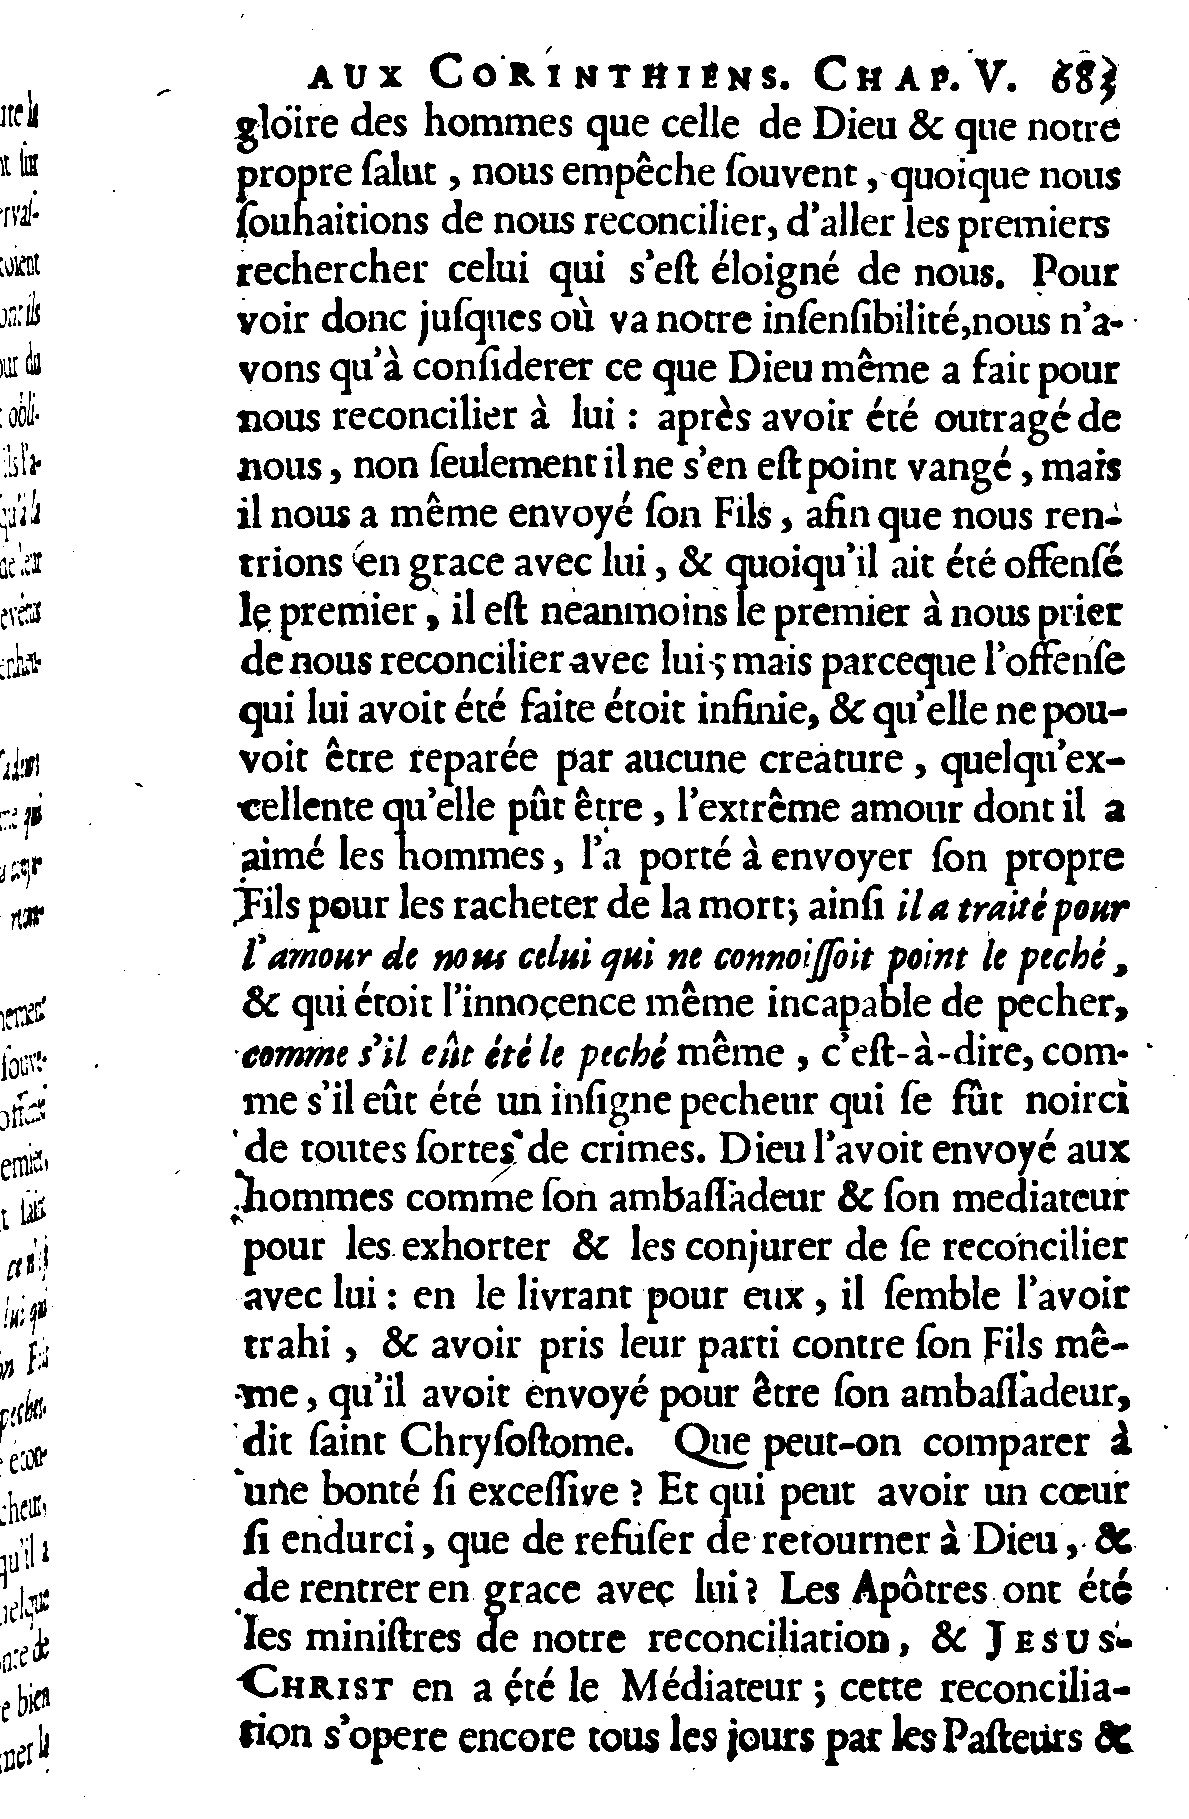 AUX CORINTHIENS. CHAP. V. 683
gloire des hommes que celle de Dieu & que notre
propre ſalut, nous empêche ſouvent, quoique nous
ſouhaitions de nous reconcilier, d'aller les premiers
rechercher celui qui s'eſt éloigné de nous. Pour
voir donc juſques où va notre inſenſibilité, nous n'a-
vons qu'à conſiderer ce que Dieu même a fait pour
nous reconcilier à lui : après avoir été outragé de
nous, non ſeulement il ne s'en eſt point vangé, mais
il nous a même envoyé ſon Fils, afin que nous ren-
trions en grace avec lui, & quoiqu'il ait été offenſé
le premier, il eſt neanmoins le premier à nous prier
de nous reconcilier avec lui ; mais parceque l'offenſe
qui lui avoit été faite étoit infinie, & qu'elle ne pou-
voit être reparée par aucune creature, quelqu'ex-
cellente qu'elle pût être, l'extrême amour dont il a
aimé les hommes, l'a porté à envoyer ſon propre
Fils pour les racheter de la mort ; ainſi il a traité pour
l'amour de nous celui qui ne connoiſſoit point le peché,
& qui étoit l'innocence même incapable de pecher,
comme s'il eût été le peché même, c'eſt-à-dire, com-
me s'il eût été un inſigne pecheur qui ſe fût noirci
de toutes ſortes de crimes. Dieu l'avoit envoyé aux
hommes comme ſon ambaſſadeur & ſon mediateur
pour les exhorter & les conjurer de ſe reconcilier
avec lui : en le livrant pour eux, il ſemble l'avoir
trahi, & avoir pris leur parti contre ſon Fils mê-
me, qu'il avoit envoyé pour être ſon ambaſſadeur,
dit ſaint Chryſoſtome. Que peut-on comparer à
une bonté ſi exceſſive ? Et qui peut avoir un cœur
ſi endurci, que de refuſer de retourner à Dieu, &
de rentrer en grace avec lui ? Les Apôtres ont été
les miniſtres de notre reconciliation, & JESUS-
CHRIST en a été le Médiateur ; cette reconcilia-
tion s'opere encore tous les jours par les Paſteurs &